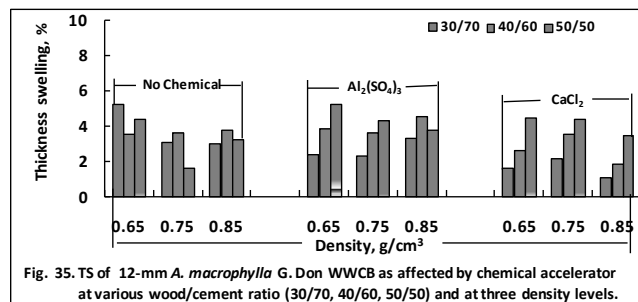 10
8
6
4
2
0
Thickness swelling, %
30/70 40/60 50/50
No Chemical
Al₂(SO₄)₃
CaCl₂
0.65 0.75 0.85 0.65 0.75 0.85 0.65 0.75 0.85
Density, g/cm³
Fig. 35. TS of 12-mm A. macrophylla G. Don WWCB as affected by chemical accelerator
at various wood/cement ratio (30/70, 40/60, 50/50) and at three density levels.